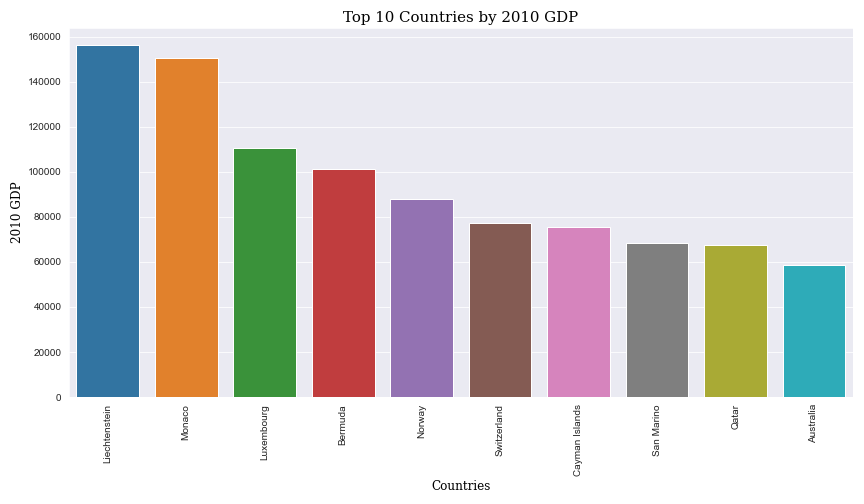 Top 10 Countries by 2010 GDP
2010 GDP
160000
140000
120000
100000
80000
60000
40000
20000
0
Liechtenstein
Monaco
Luxembourg
Bermuda
Norway
Switzerland
Cayman Islands
San Marino
Qatar
Australia
Countries